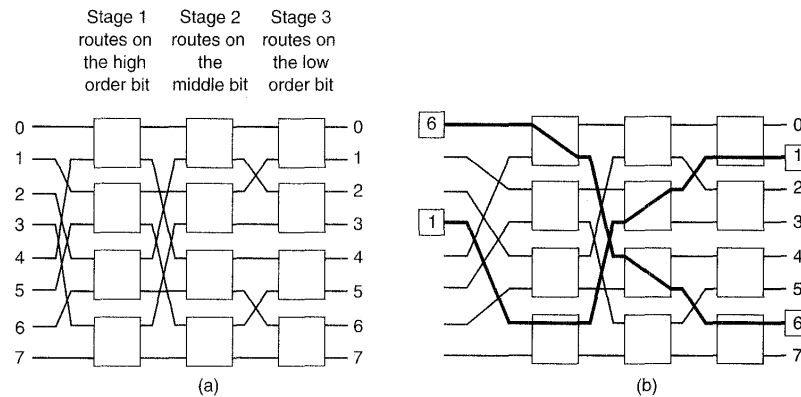 Stage 1 Stage 2 Stage 3
routes on routes on routes on
the high the the low
order bit middle bit order bit
0 0
1 1
2 2
3 3
4 4
5 5
6 6
7 7
(a)
6 0
1
2
1 3
4
5
6
7
(b)